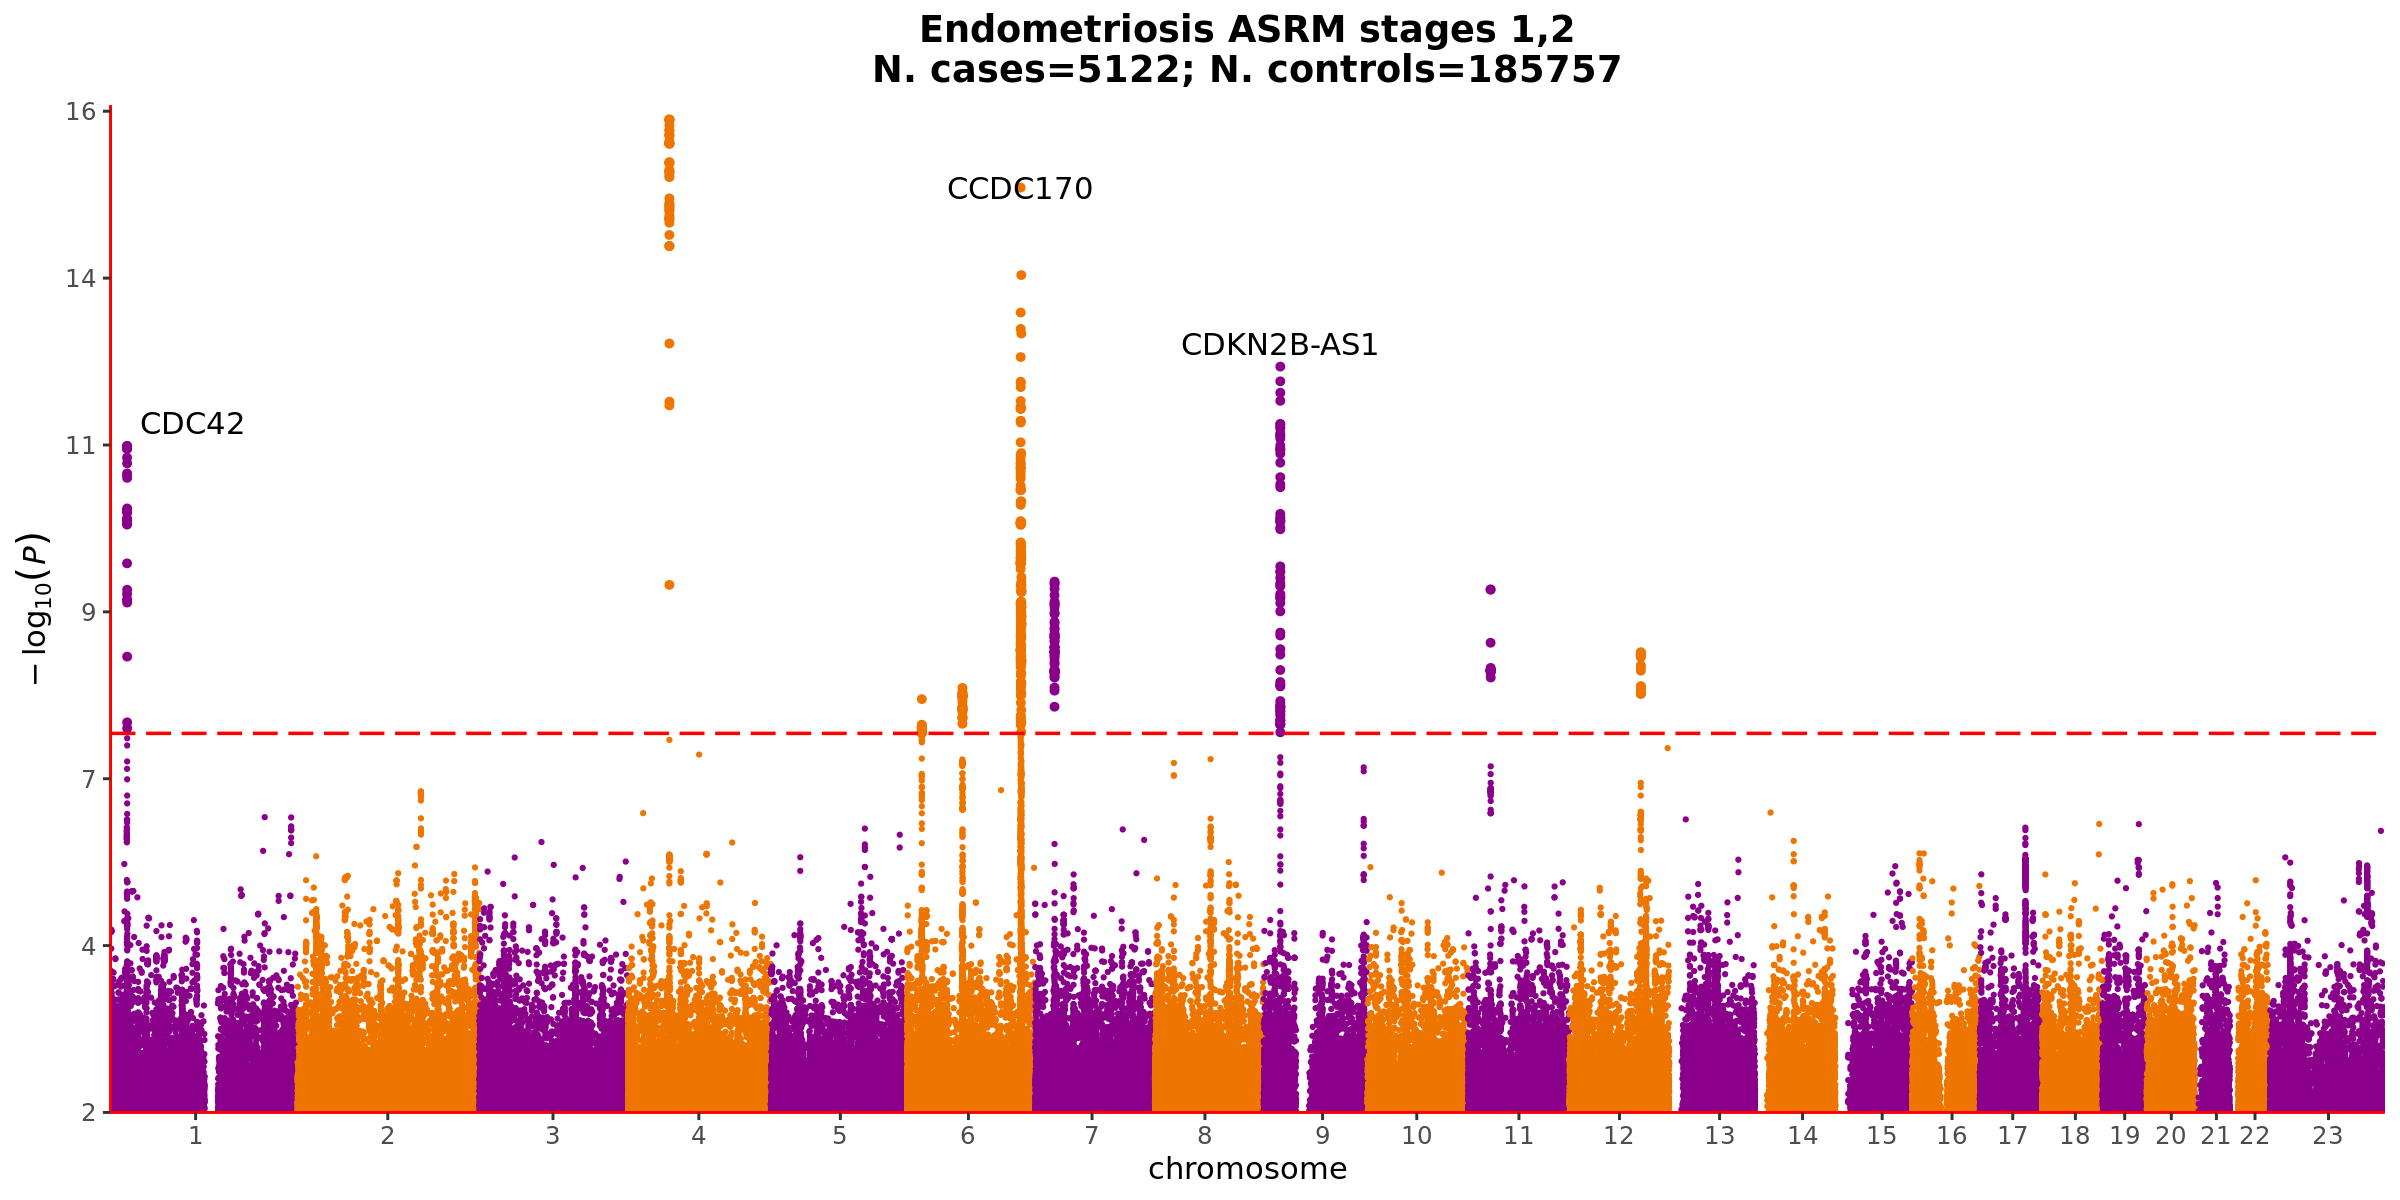 Endometriosis ASRM stages 1,2
N. cases=5122; N. controls=185757
16
CCDC170
14
CDKN2B-AS1
CDC42
11
− log10(P)
9
7
4
2
1 2 3 4 5 6 7 8 9 10 11 12 13 14 15 16 17 18 19 20 21 22 23
chromosome